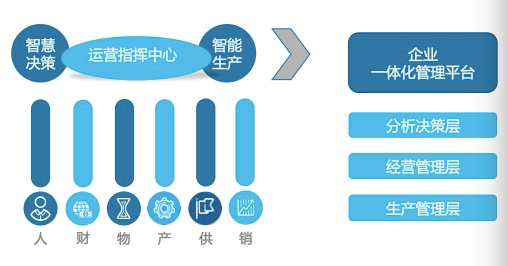 智慧
决策
运营指挥中心
智能
生产
人
财
物
产
供
销
企业
一体化管理平台
分析决策层
经营管理层
生产管理层